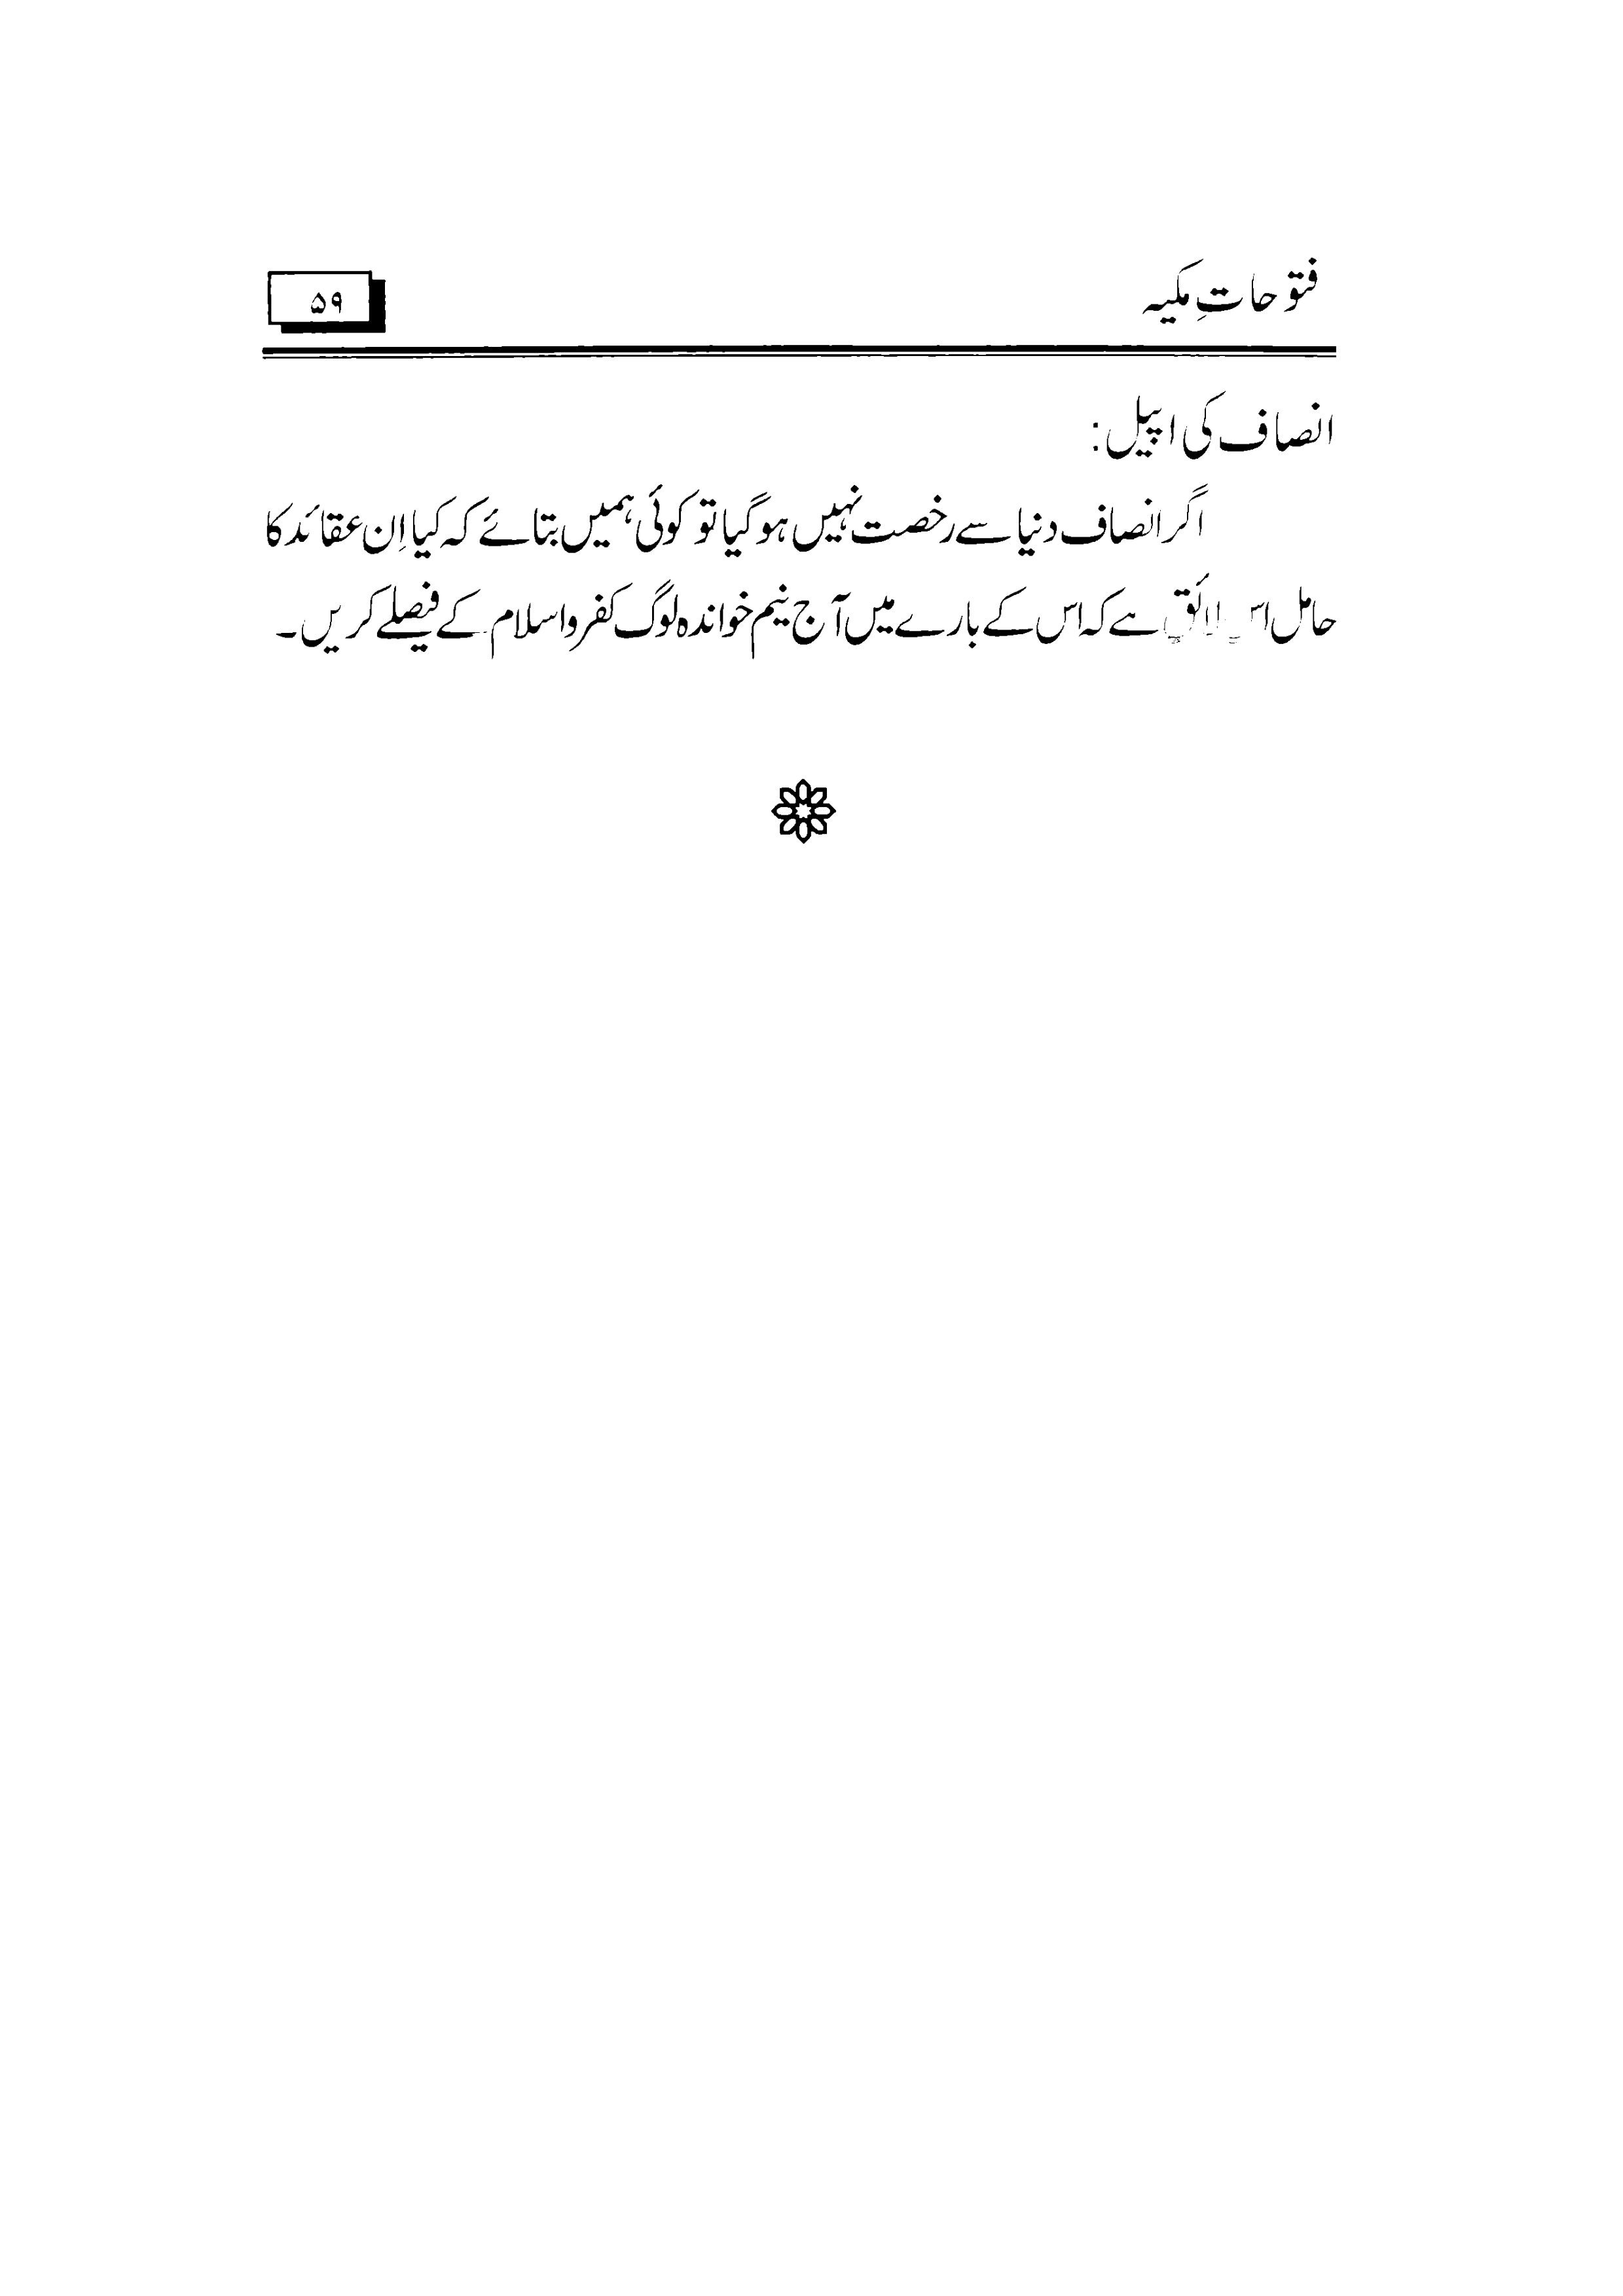 فتوحاتِ مکیہ
۵۹
انصاف کی اپیل:
اگر انصاف دنیا سے رخصت نہیں ہو گیا تو کوئی ہمیں بتائے کہ کیا اِن عقائد کا
حامل اس لائق ہے کہ اس کے بارے میں آج نیم خواندہ لوگ کفر و اسلام کے فیصلے کریں۔